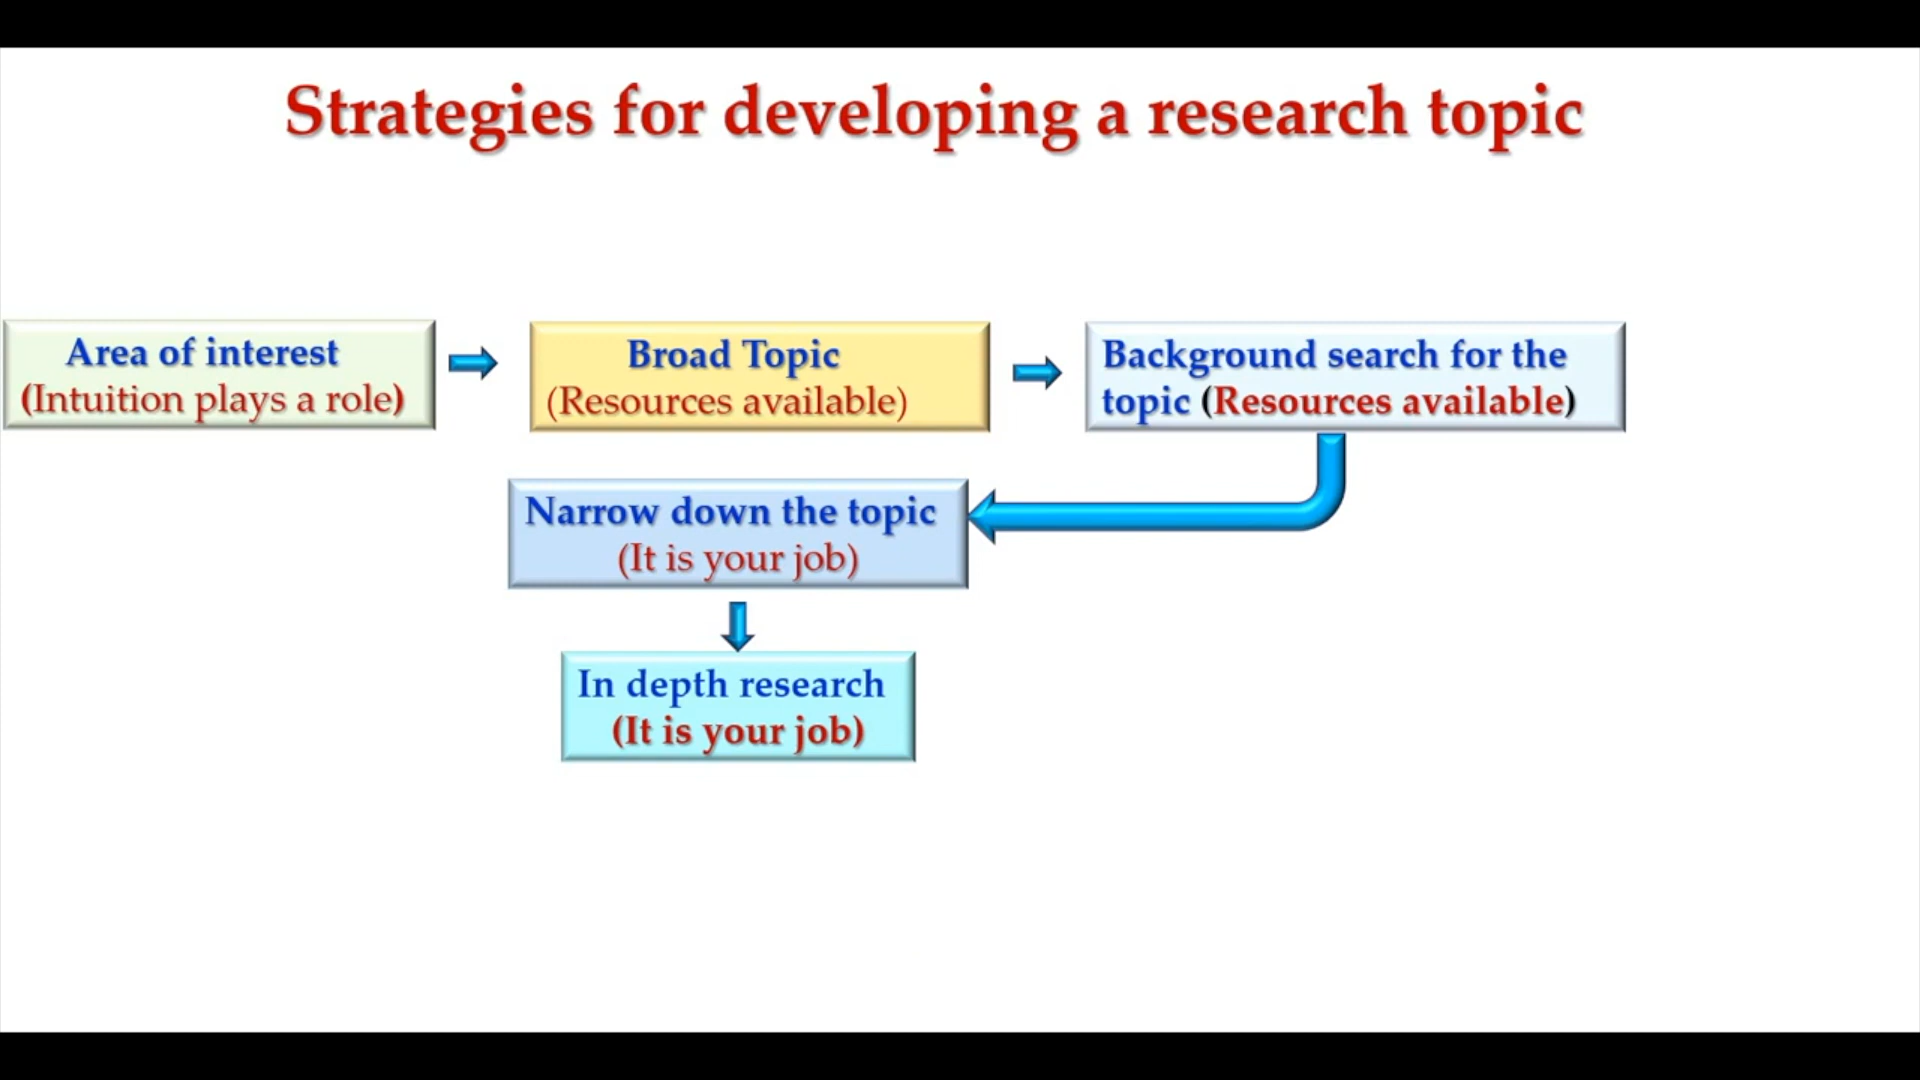 Strategies for developing a research topic
Area of interest
(Intuition plays a role)
Broad Topic
(Resources available)
Background search for the
topic (Resources available)
Narrow down the topic
(It is your job)
In depth research
(It is your job)